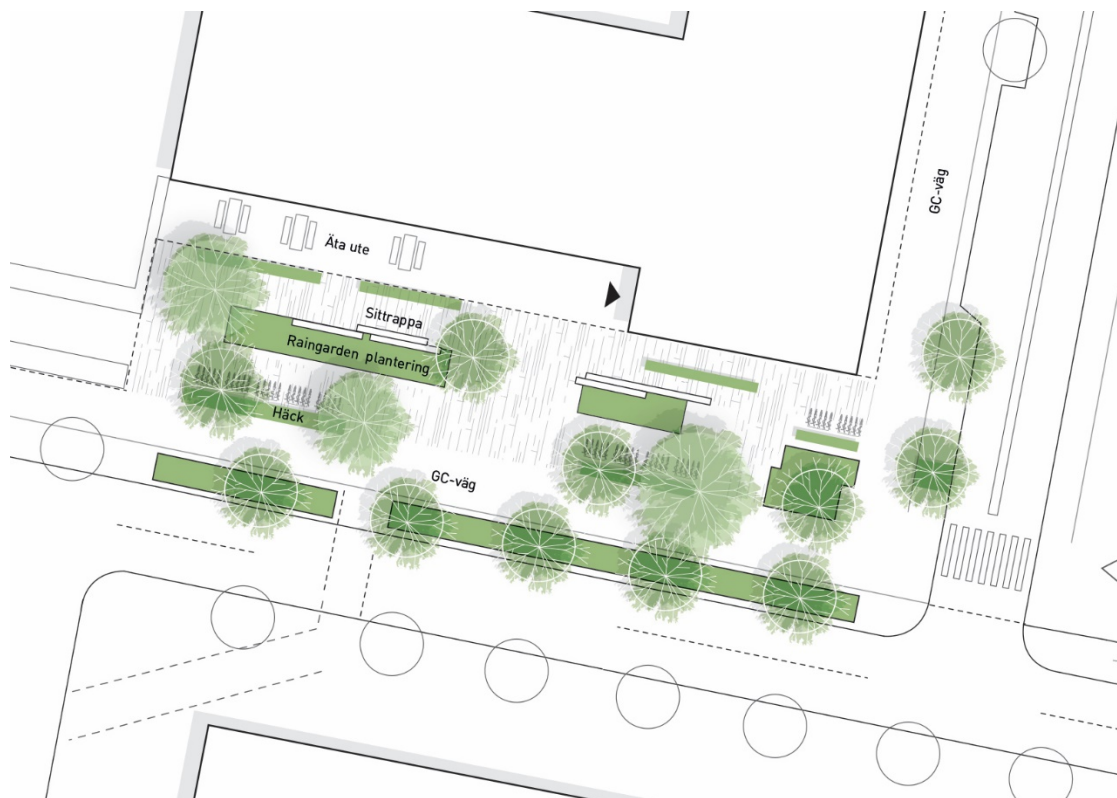 GC-väg
Äta ute
Sittrappa
Raingarden plantering
Häck
GC-väg